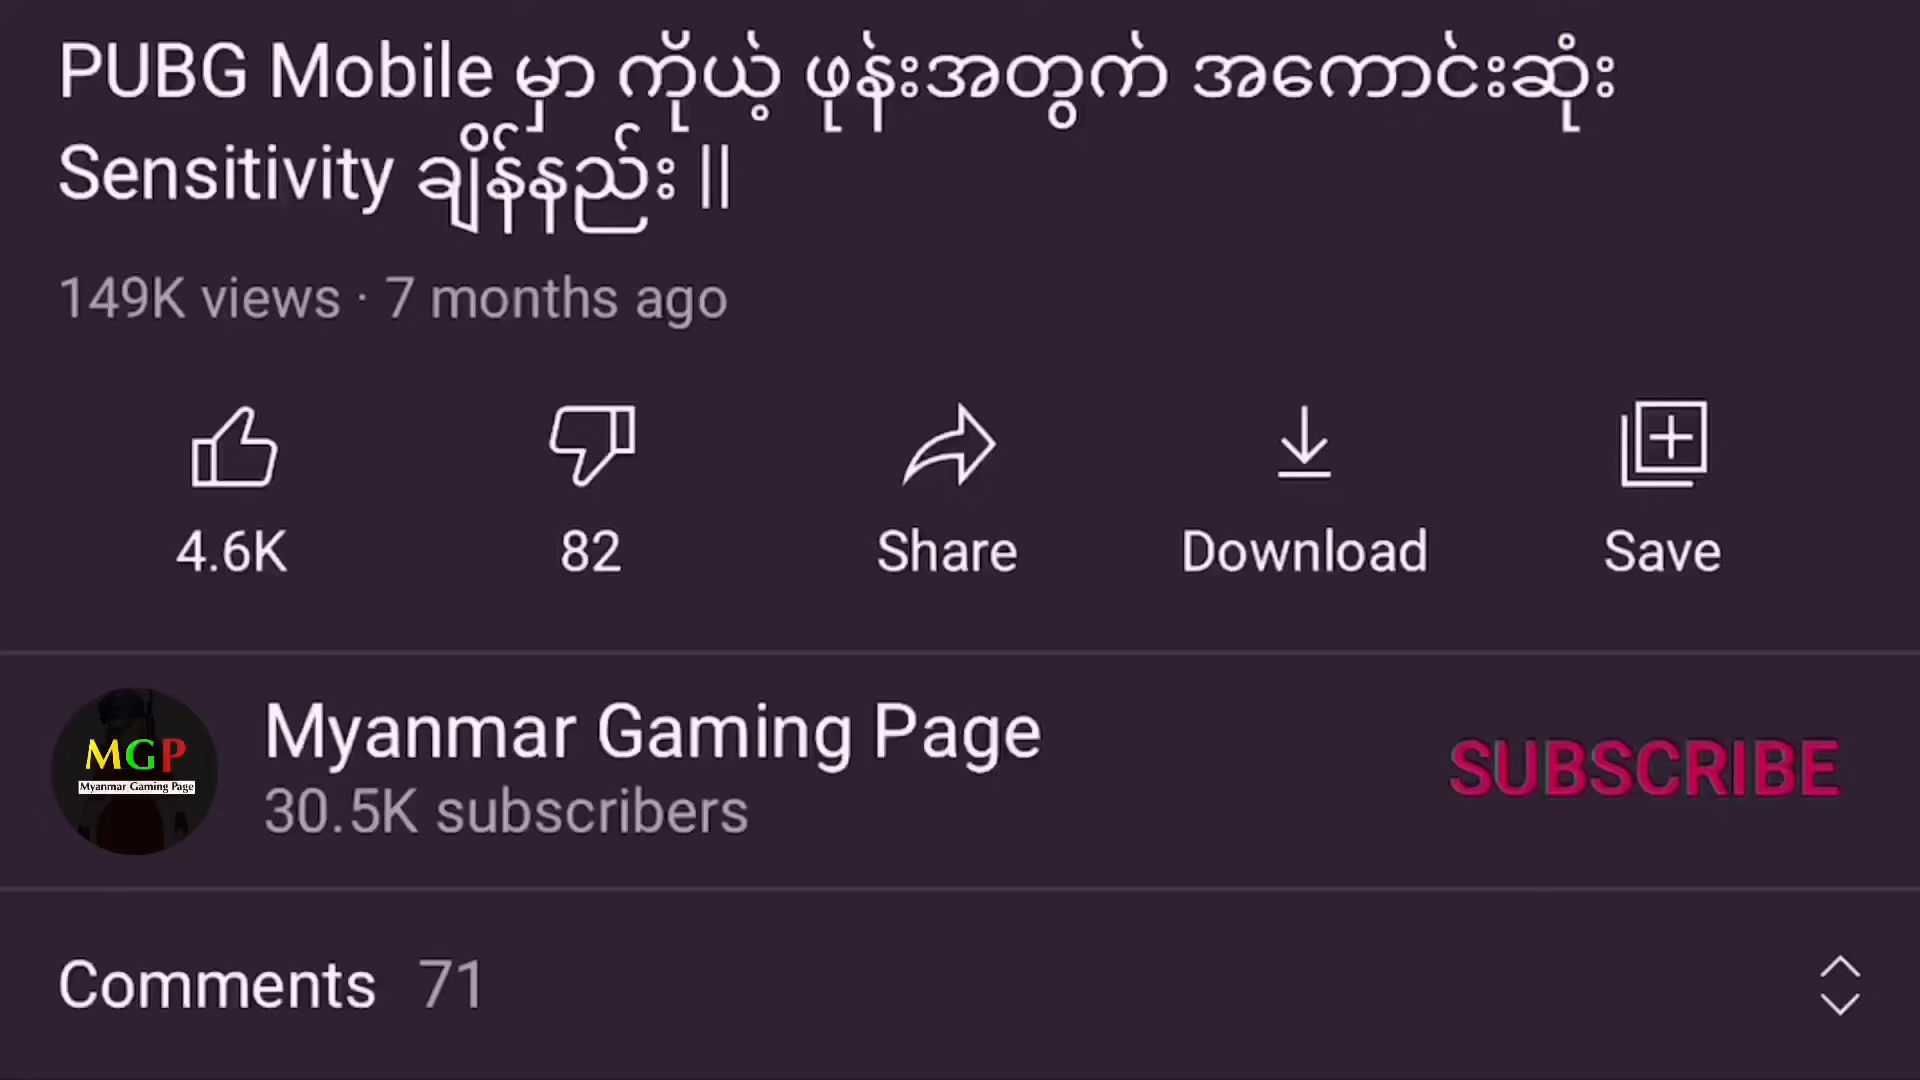 PUBG Mobile မှာ ကိုယ့် ဖုန်းအတွက် အကောင်းဆုံး
Sensitivity ချိန်နည်း ||
149K views · 7 months ago
4.6K
82
Share
Download
Save
MGP
Myanmar Gaming Page
Myanmar Gaming Page
30.5K subscribers
SUBSCRIBE
Comments 71